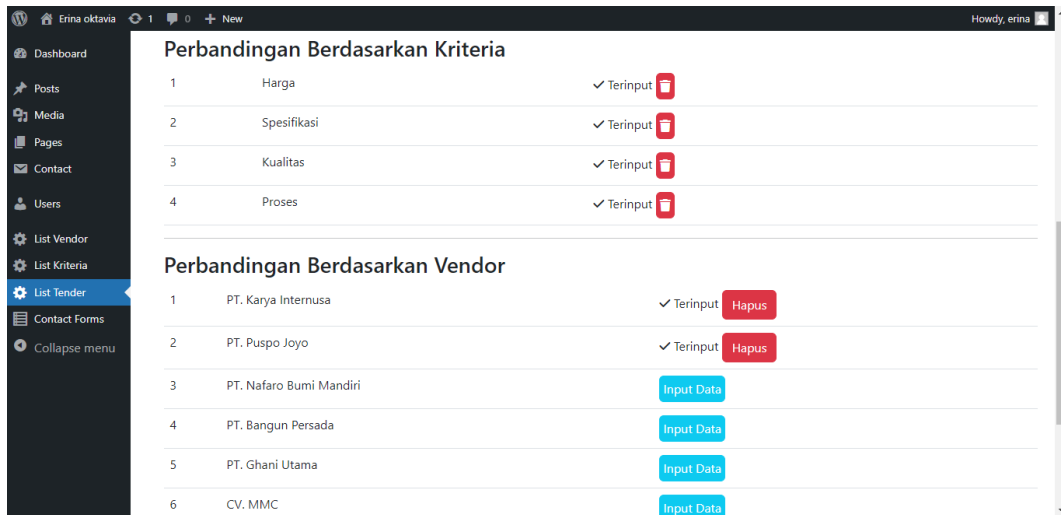 Erina oktavia 1 0 + New Howdy, erina
Dashboard
Posts
Media
Pages
Contact
Users
List Vendor
List Kriteria
List Tender
Contact Forms
Collapse menu
Perbandingan Berdasarkan Kriteria
1 Harga Terinput
2 Spesifikasi Terinput
3 Kualitas Terinput
4 Proses Terinput
Perbandingan Berdasarkan Vendor
1 PT. Karya Internusa Terinput Hapus
2 PT. Puspo Joyo Terinput Hapus
3 PT. Nafaro Bumi Mandiri Input Data
4 PT. Bangun Persada Input Data
5 PT. Ghani Utama Input Data
6 CV. MMC Input Data